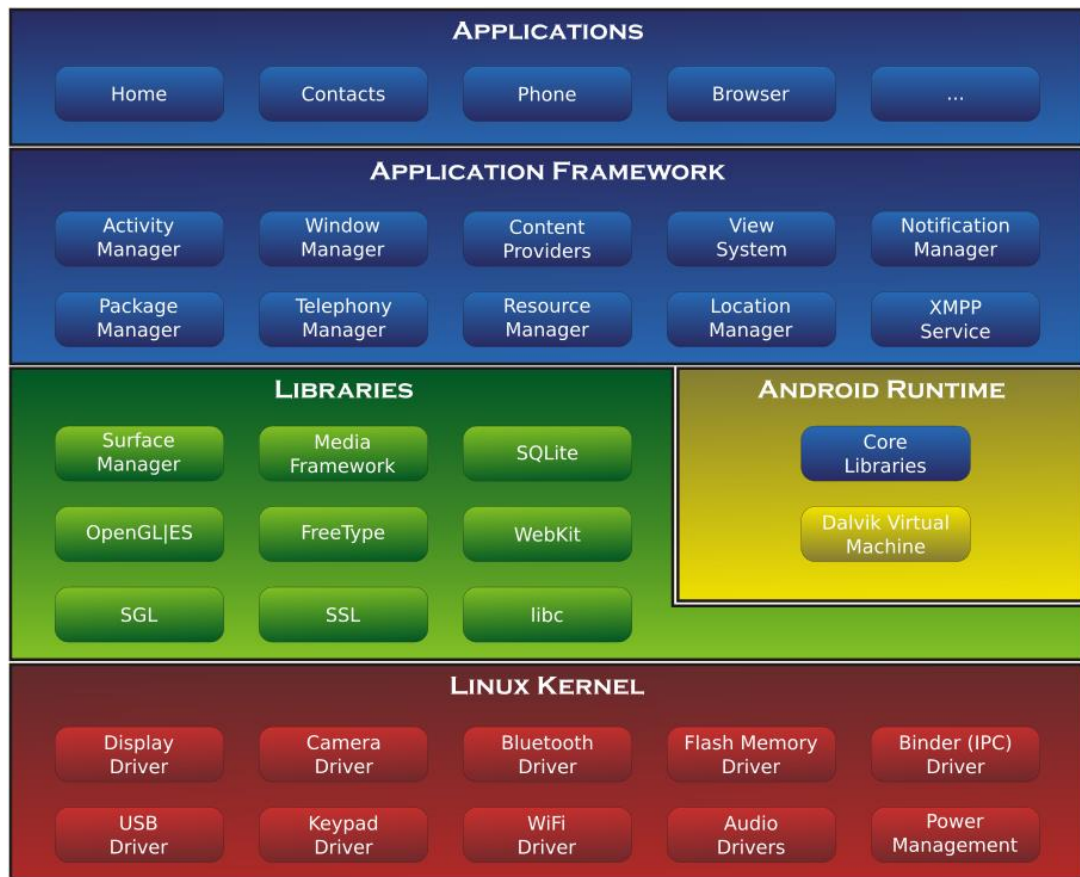 APPLICATIONS
Home
Contacts
Phone
Browser
...
APPLICATION FRAMEWORK
Activity
Manager
Window
Manager
Content
Providers
View
System
Notification
Manager
Package
Manager
Telephony
Manager
Resource
Manager
Location
Manager
XMPP
Service
LIBRARIES
Surface
Manager
Media
Framework
SQLite
OpenGL|ES
FreeType
WebKit
SGL
SSL
libc
ANDROID RUNTIME
Core
Libraries
Dalvik Virtual
Machine
LINUX KERNEL
Display
Driver
Camera
Driver
Bluetooth
Driver
Flash Memory
Driver
Binder (IPC)
Driver
USB
Driver
Keypad
Driver
WiFi
Driver
Audio
Drivers
Power
Management